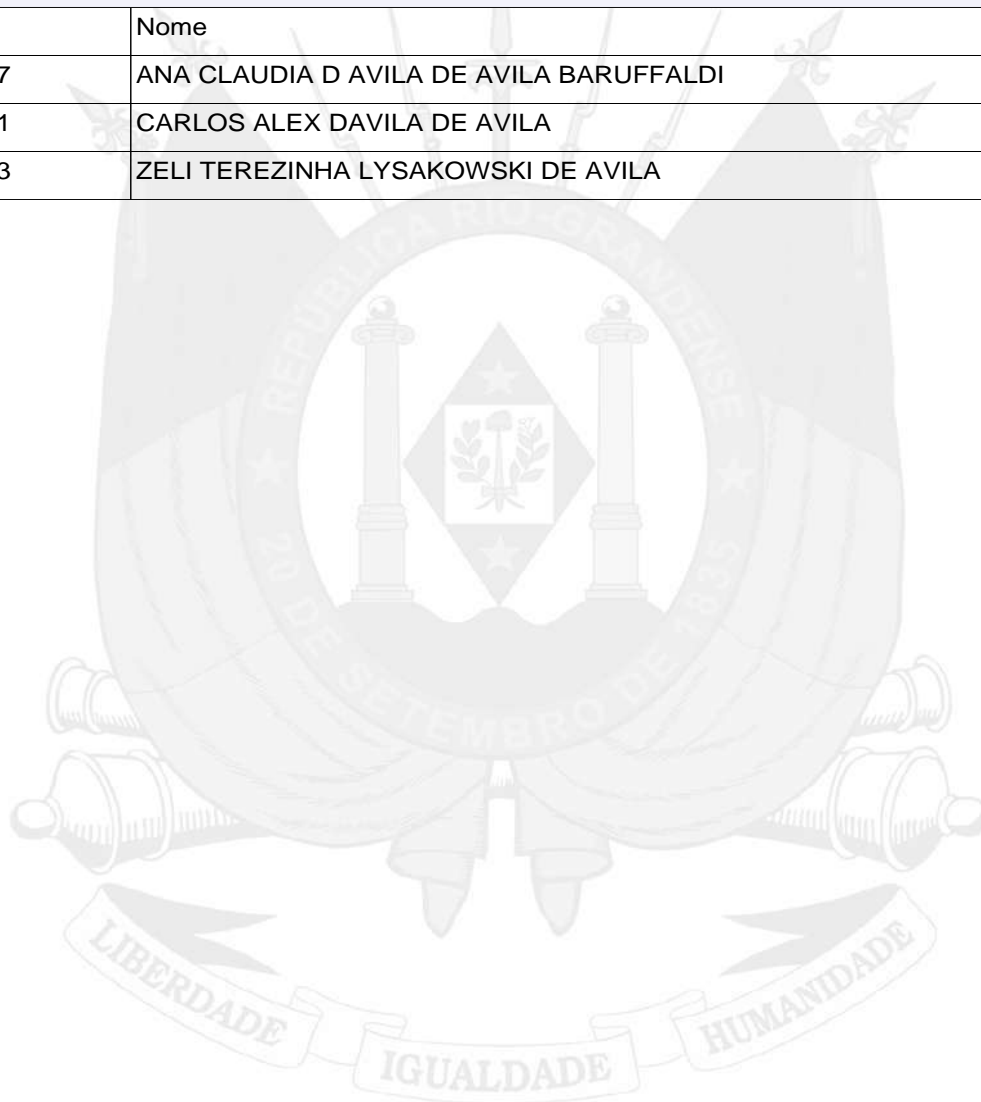 Nome
7 ANA CLAUDIA D AVILA DE AVILA BARUFFALDI
1 CARLOS ALEX DAVILA DE AVILA
3 ZELI TEREZINHA LYSAKOWSKI DE AVILA
REPÚBLICA RIO-GRANDENSE
20 DE SETEMBRO DE 1835
LIBERDADE IGUALDADE HUMANIDADE